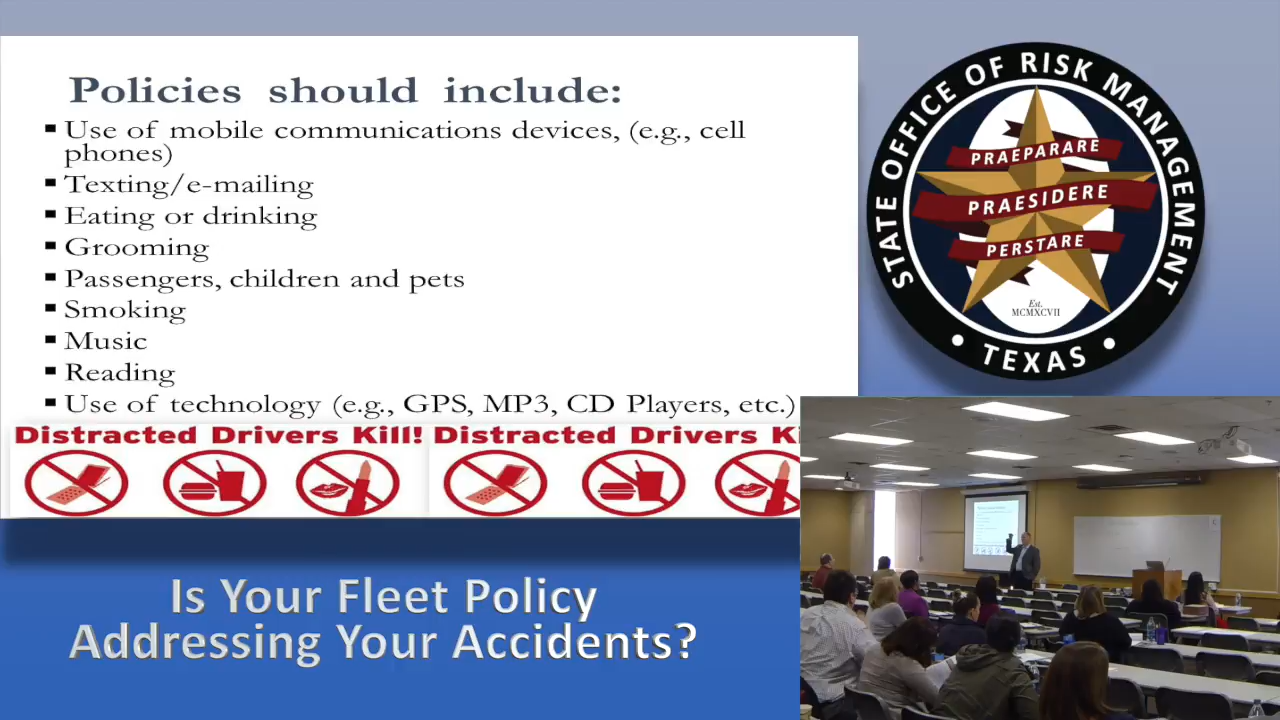 Policies should include:
Use of mobile communications devices, (e.g., cell
phones)
Texting/e-mailing
Eating or drinking
Grooming
Passengers, children and pets
Smoking
Music
Reading
Use of technology (e.g., GPS, MP3, CD Players, etc.)
Distracted Drivers Kill! Distracted Drivers Ki
Is Your Fleet Policy
Addressing Your Accidents?
STATE OFFICE OF RISK MANAGEMENT
PRAEPARARE
PRAESIDERE
PERSTARE
Est.
MCMXCVII
• TEXAS •